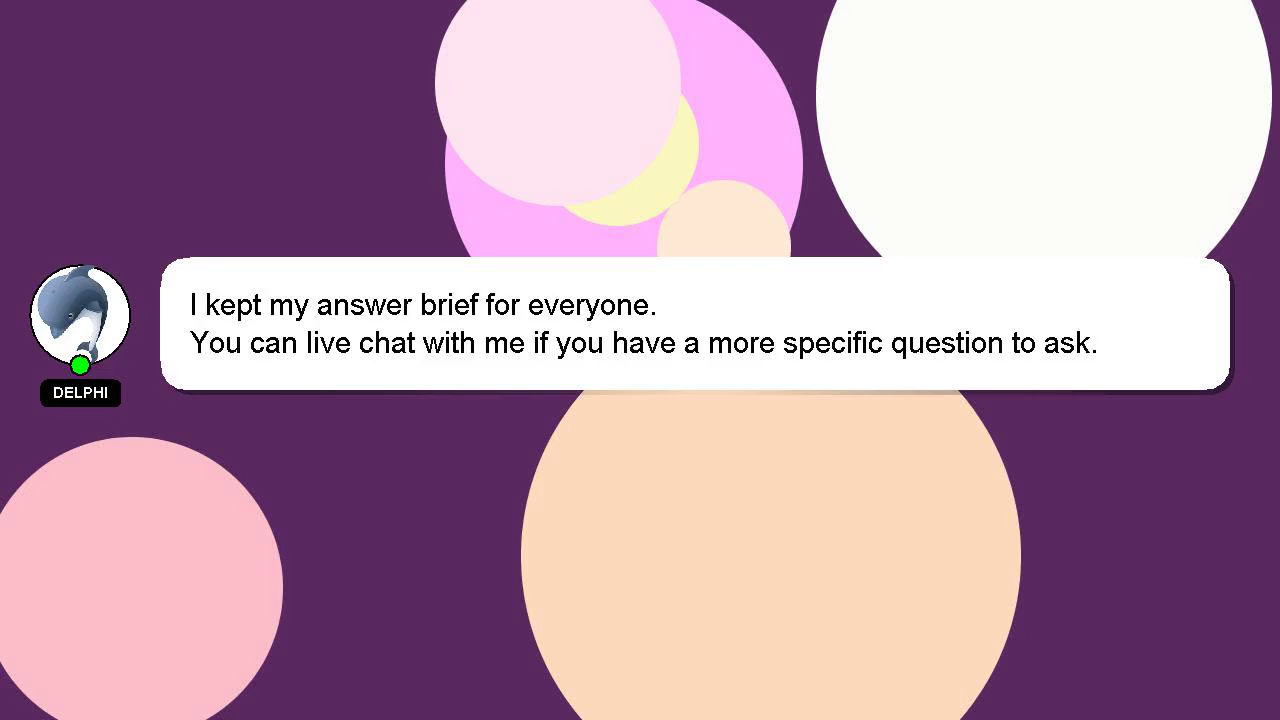 I kept my answer brief for everyone.
You can live chat with me if you have a more specific question to ask.
DELPHI